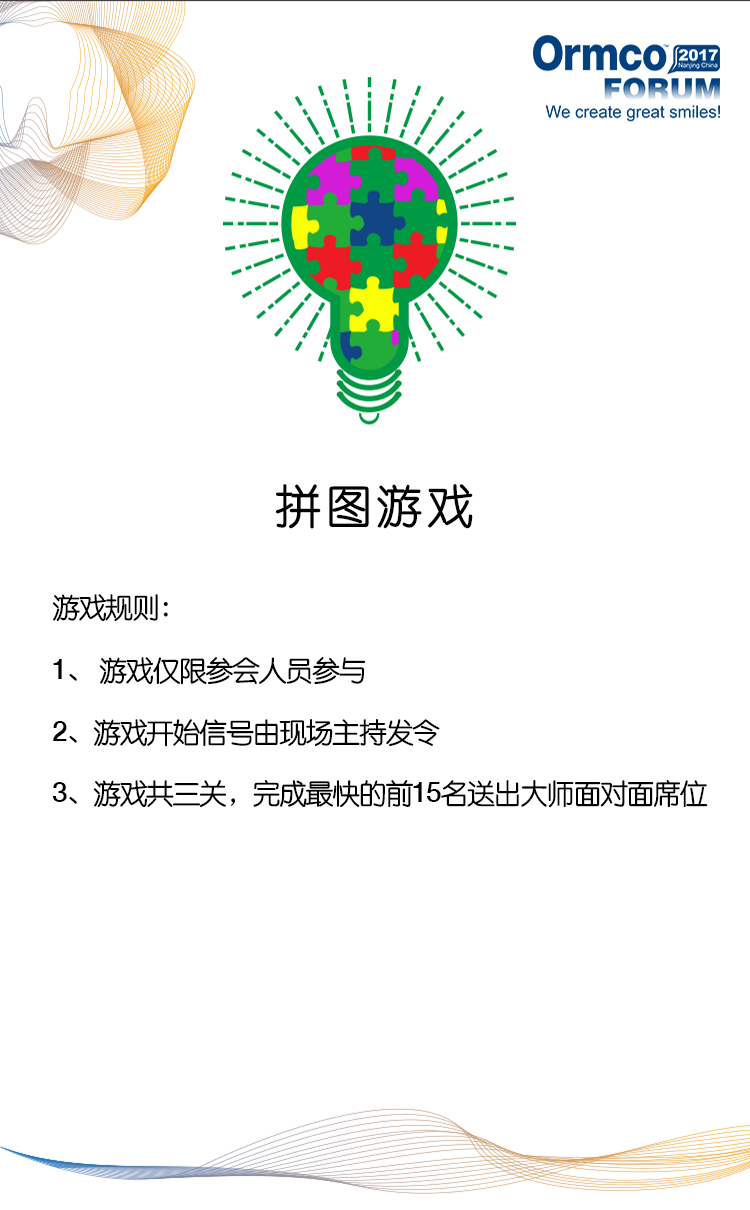 Ormco™ 2017
Nanjing China
FORUM
We create great smiles!
拼图游戏
游戏规则：
1、 游戏仅限参会人员参与
2、游戏开始信号由现场主持发令
3、游戏共三关，完成最快的前15名送出大师面对面席位